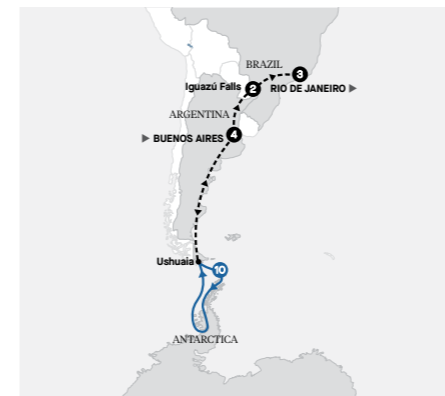 BRAZIL
3
Iguazú Falls 2
RIO DE JANEIRO ▶
ARGENTINA
▶ BUENOS AIRES 4
Ushuaia
10
ANTARCTICA